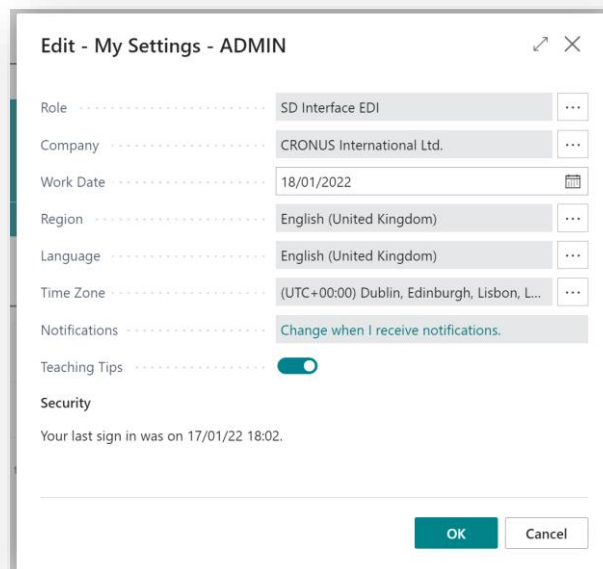 Edit - My Settings - ADMIN
Role SD Interface EDI ...
Company CRONUS International Ltd. ...
Work Date 18/01/2022
Region English (United Kingdom) ...
Language English (United Kingdom) ...
Time Zone (UTC+00:00) Dublin, Edinburgh, Lisbon, L... ...
Notifications Change when I receive notifications.
Teaching Tips
Security
Your last sign in was on 17/01/22 18:02.
OK Cancel